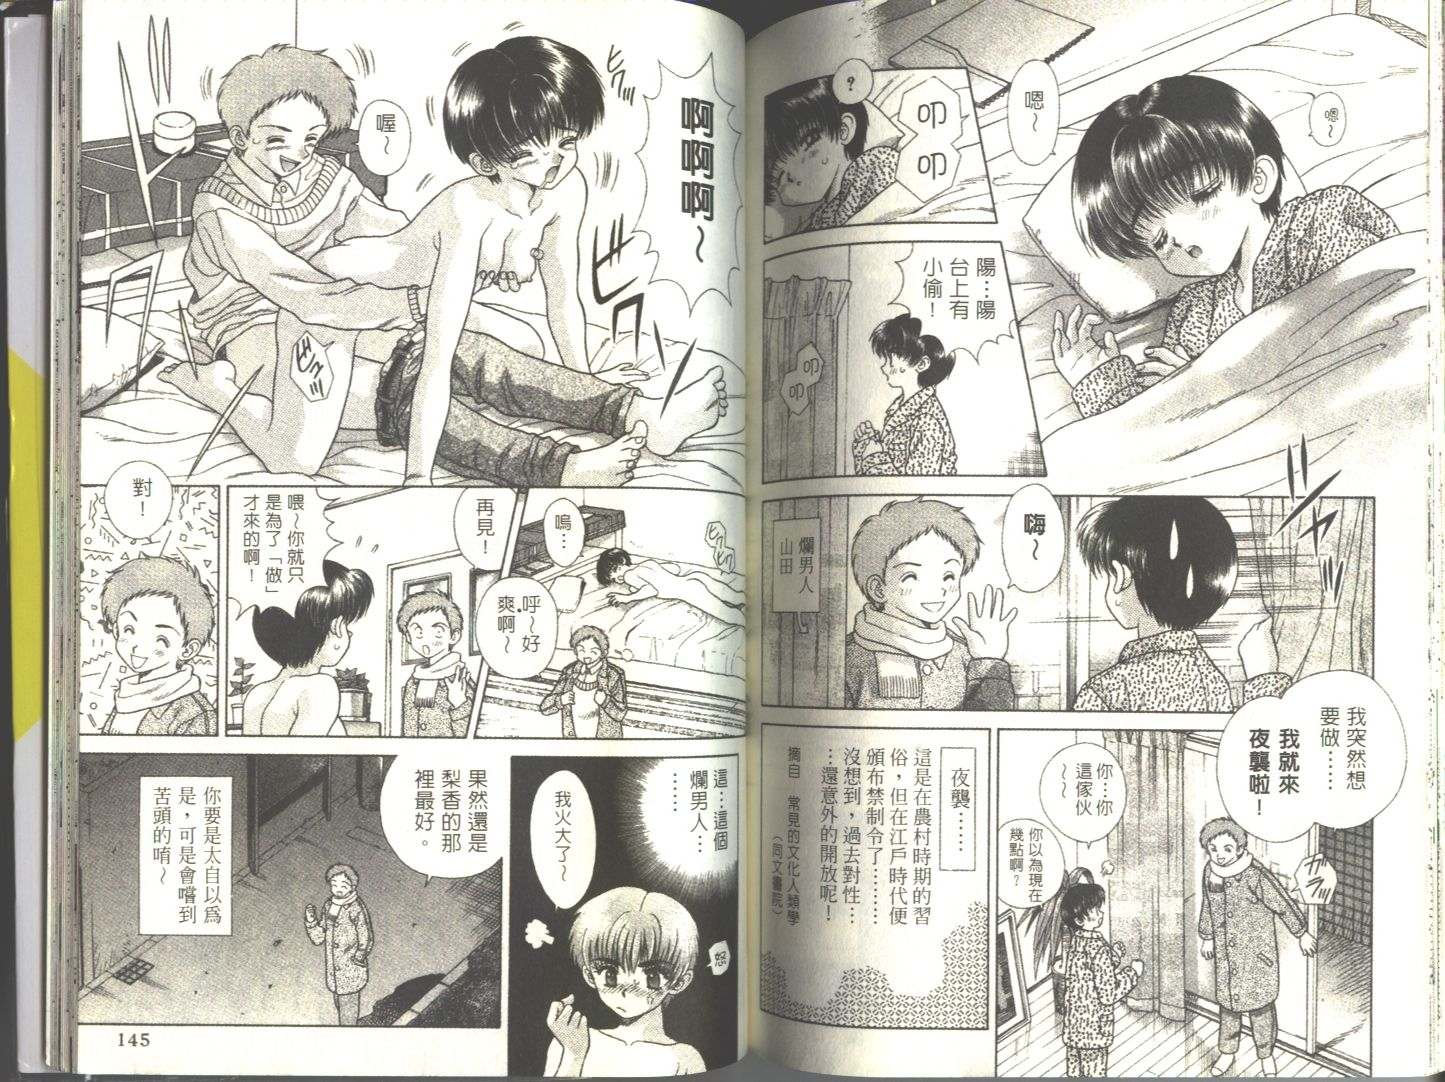 嗯～
嗯～
?
叩
叩
陽…陽
台上有
小偷！
叩
叩
嗨～
爛男人
山田
我突然想
要做……
我就來
夜襲啦！
你…你
這傢伙
～
你以為現在
幾點啊？
夜襲……
這是在農村時期的習
俗，但在江戶時代便
頒布禁制令了………
沒想到，過去對性…
…還意外的開放呢！
摘自　常見的文化人類學
（同文書院）
喔～
再見！
嗚…
呼～好
爽啊～
喂～你就只
是為了「做」
才來的啊！
對！
這…這個
爛男人…
……
我火大了～
怒
果然還是
梨香的那
裡最好。
你要是太自以為
是，可是會嚐到
苦頭的唷～
145